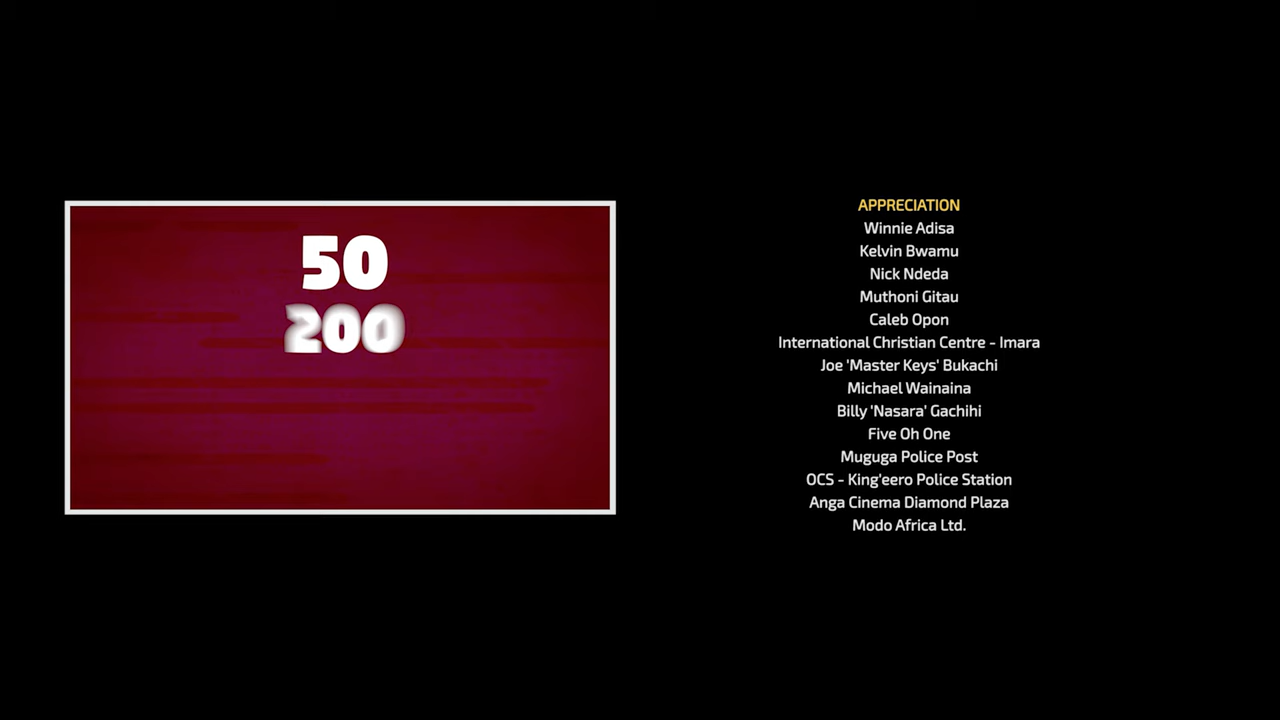 50
200
APPRECIATION
Winnie Adisa
Kelvin Bwamu
Nick Ndeda
Muthoni Gitau
Caleb Opon
International Christian Centre - Imara
Joe 'Master Keys' Bukachi
Michael Wainaina
Billy 'Nasara' Gachihi
Five Oh One
Muguga Police Post
OCS - King'eero Police Station
Anga Cinema Diamond Plaza
Modo Africa Ltd.